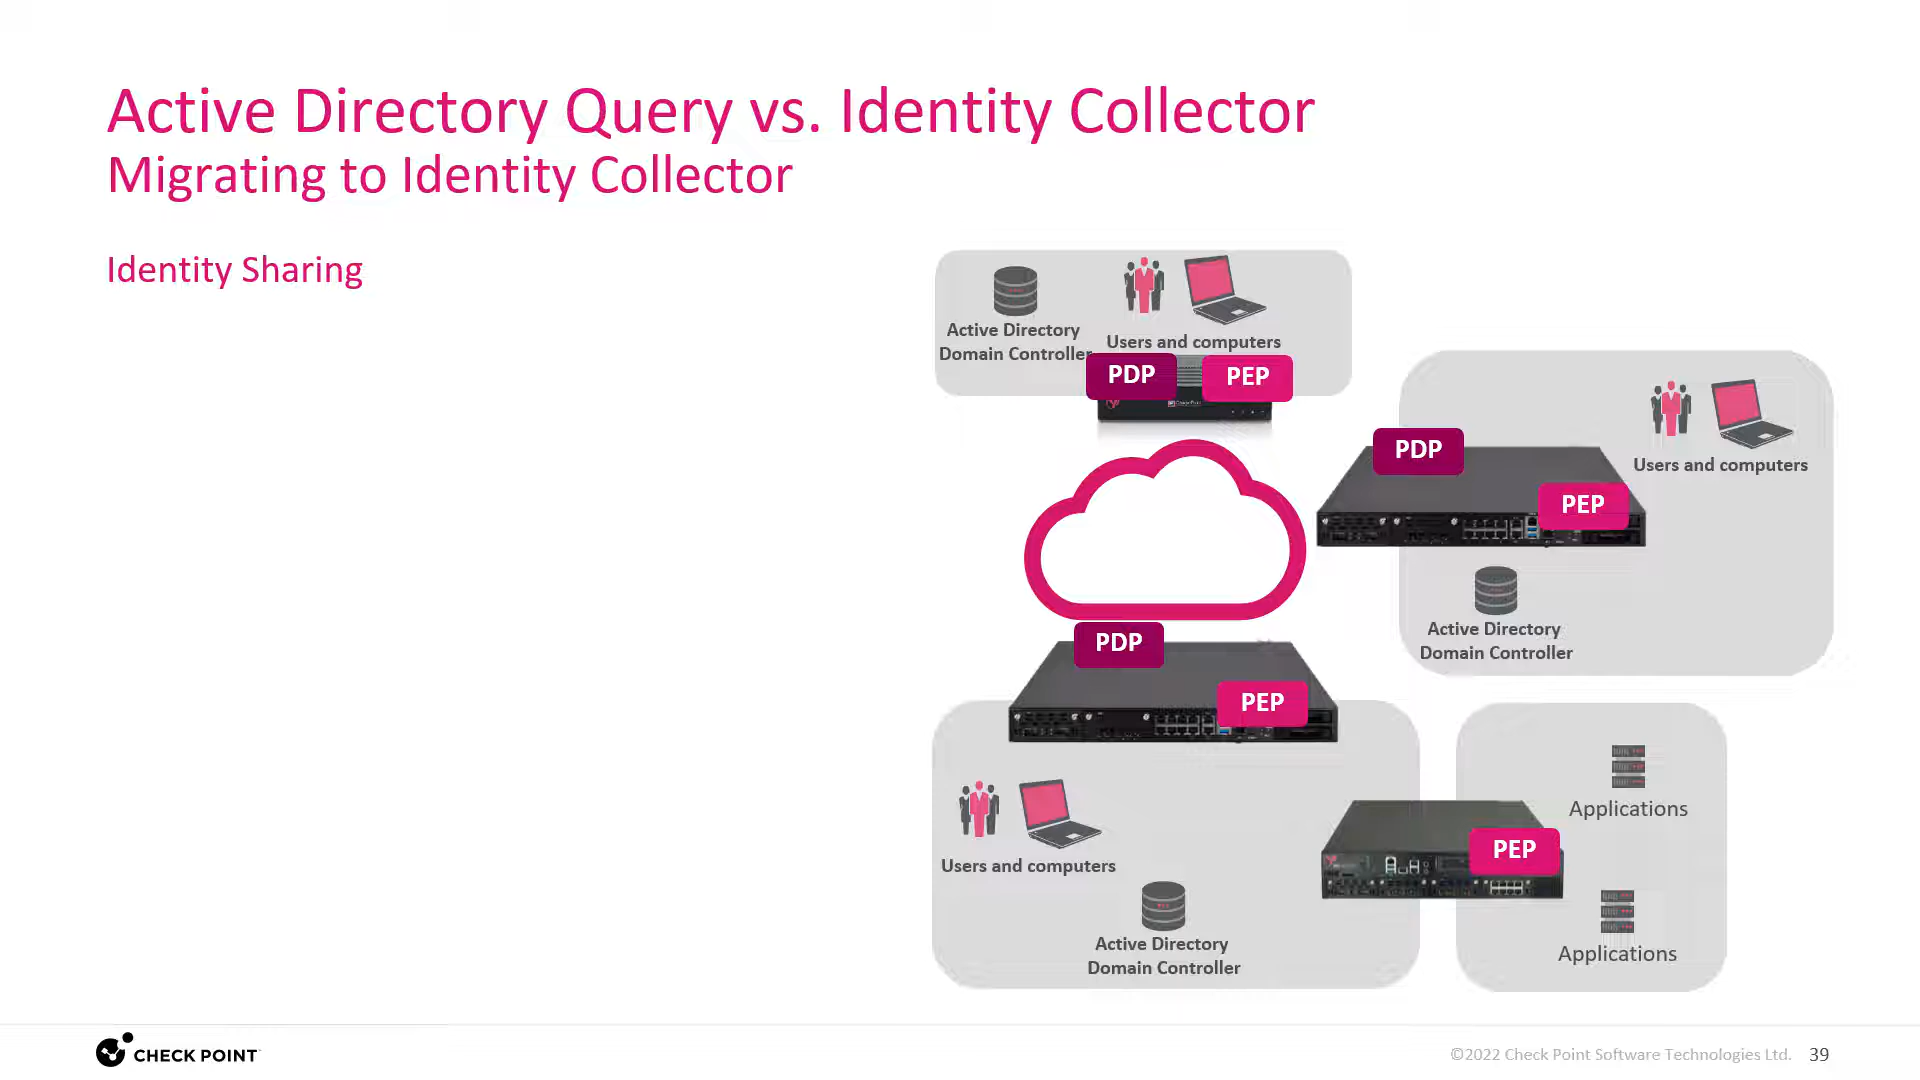 Active Directory Query vs. Identity Collector
Migrating to Identity Collector
Identity Sharing
Active Directory
Domain Controller
Users and computers
PDP
PEP
PDP
PEP
Users and computers
Active Directory
Domain Controller
PDP
PEP
Users and computers
Active Directory
Domain Controller
PEP
Applications
Applications
CHECK POINT
©2022 Check Point Software Technologies Ltd. 39